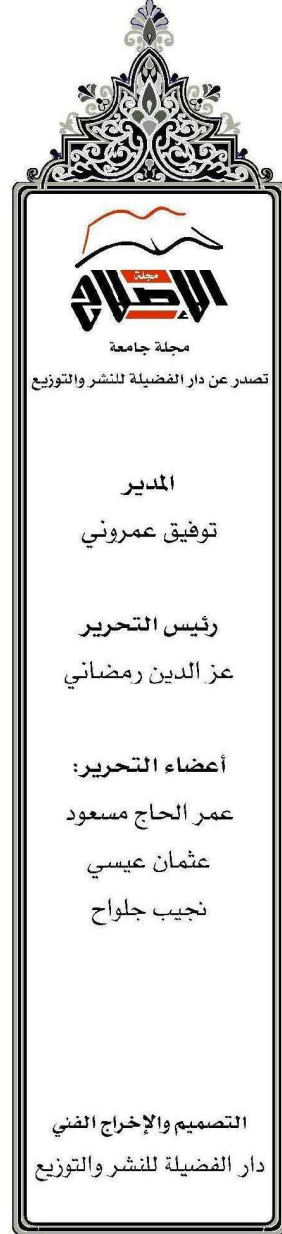 مجلة
الإصلاح
مجلة جامعة
تصدر عن دار الفضيلة للنشر والتوزيع
المدير
توفيق عمروني
رئيس التحرير
عز الدين رمضاني
أعضاء التحرير:
عمر الحاج مسعود
عثمان عيسي
نجيب جلواح
التصميم والإخراج الفني
دار الفضيلة للنشر والتوزيع